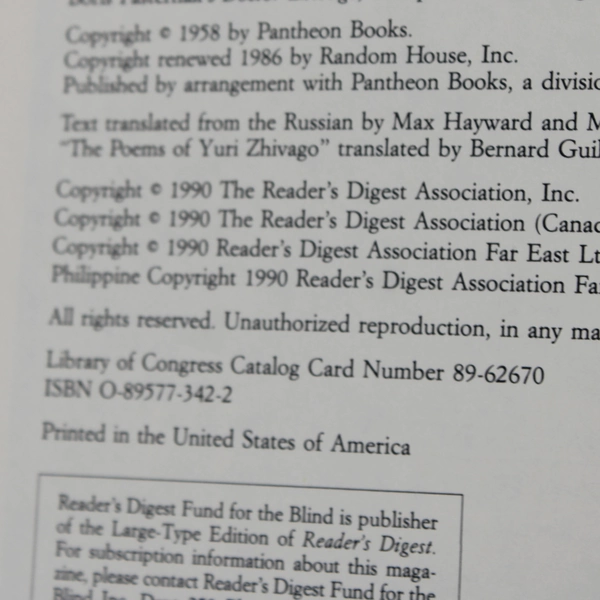 Copyright © 1958 by Pantheon Books.
Copyright renewed 1986 by Random House, Inc.
Published by arrangement with Pantheon Books, a divisio
Text translated from the Russian by Max Hayward and M
"The Poems of Yuri Zhivago" translated by Bernard Guil
Copyright © 1990 The Reader's Digest Association, Inc.
Copyright © 1990 The Reader's Digest Association (Canad
Copyright © 1990 Reader's Digest Association Far East Lt
Philippine Copyright 1990 Reader's Digest Association Fa
All rights reserved. Unauthorized reproduction, in any ma
Library of Congress Catalog Card Number 89-62670
ISBN O-89577-342-2
Printed in the United States of America
Reader's Digest Fund for the Blind is publisher
of the Large-Type Edition of Reader's Digest.
For subscription information about this maga-
zine, please contact Reader's Digest Fund for the
Blind, Inc.